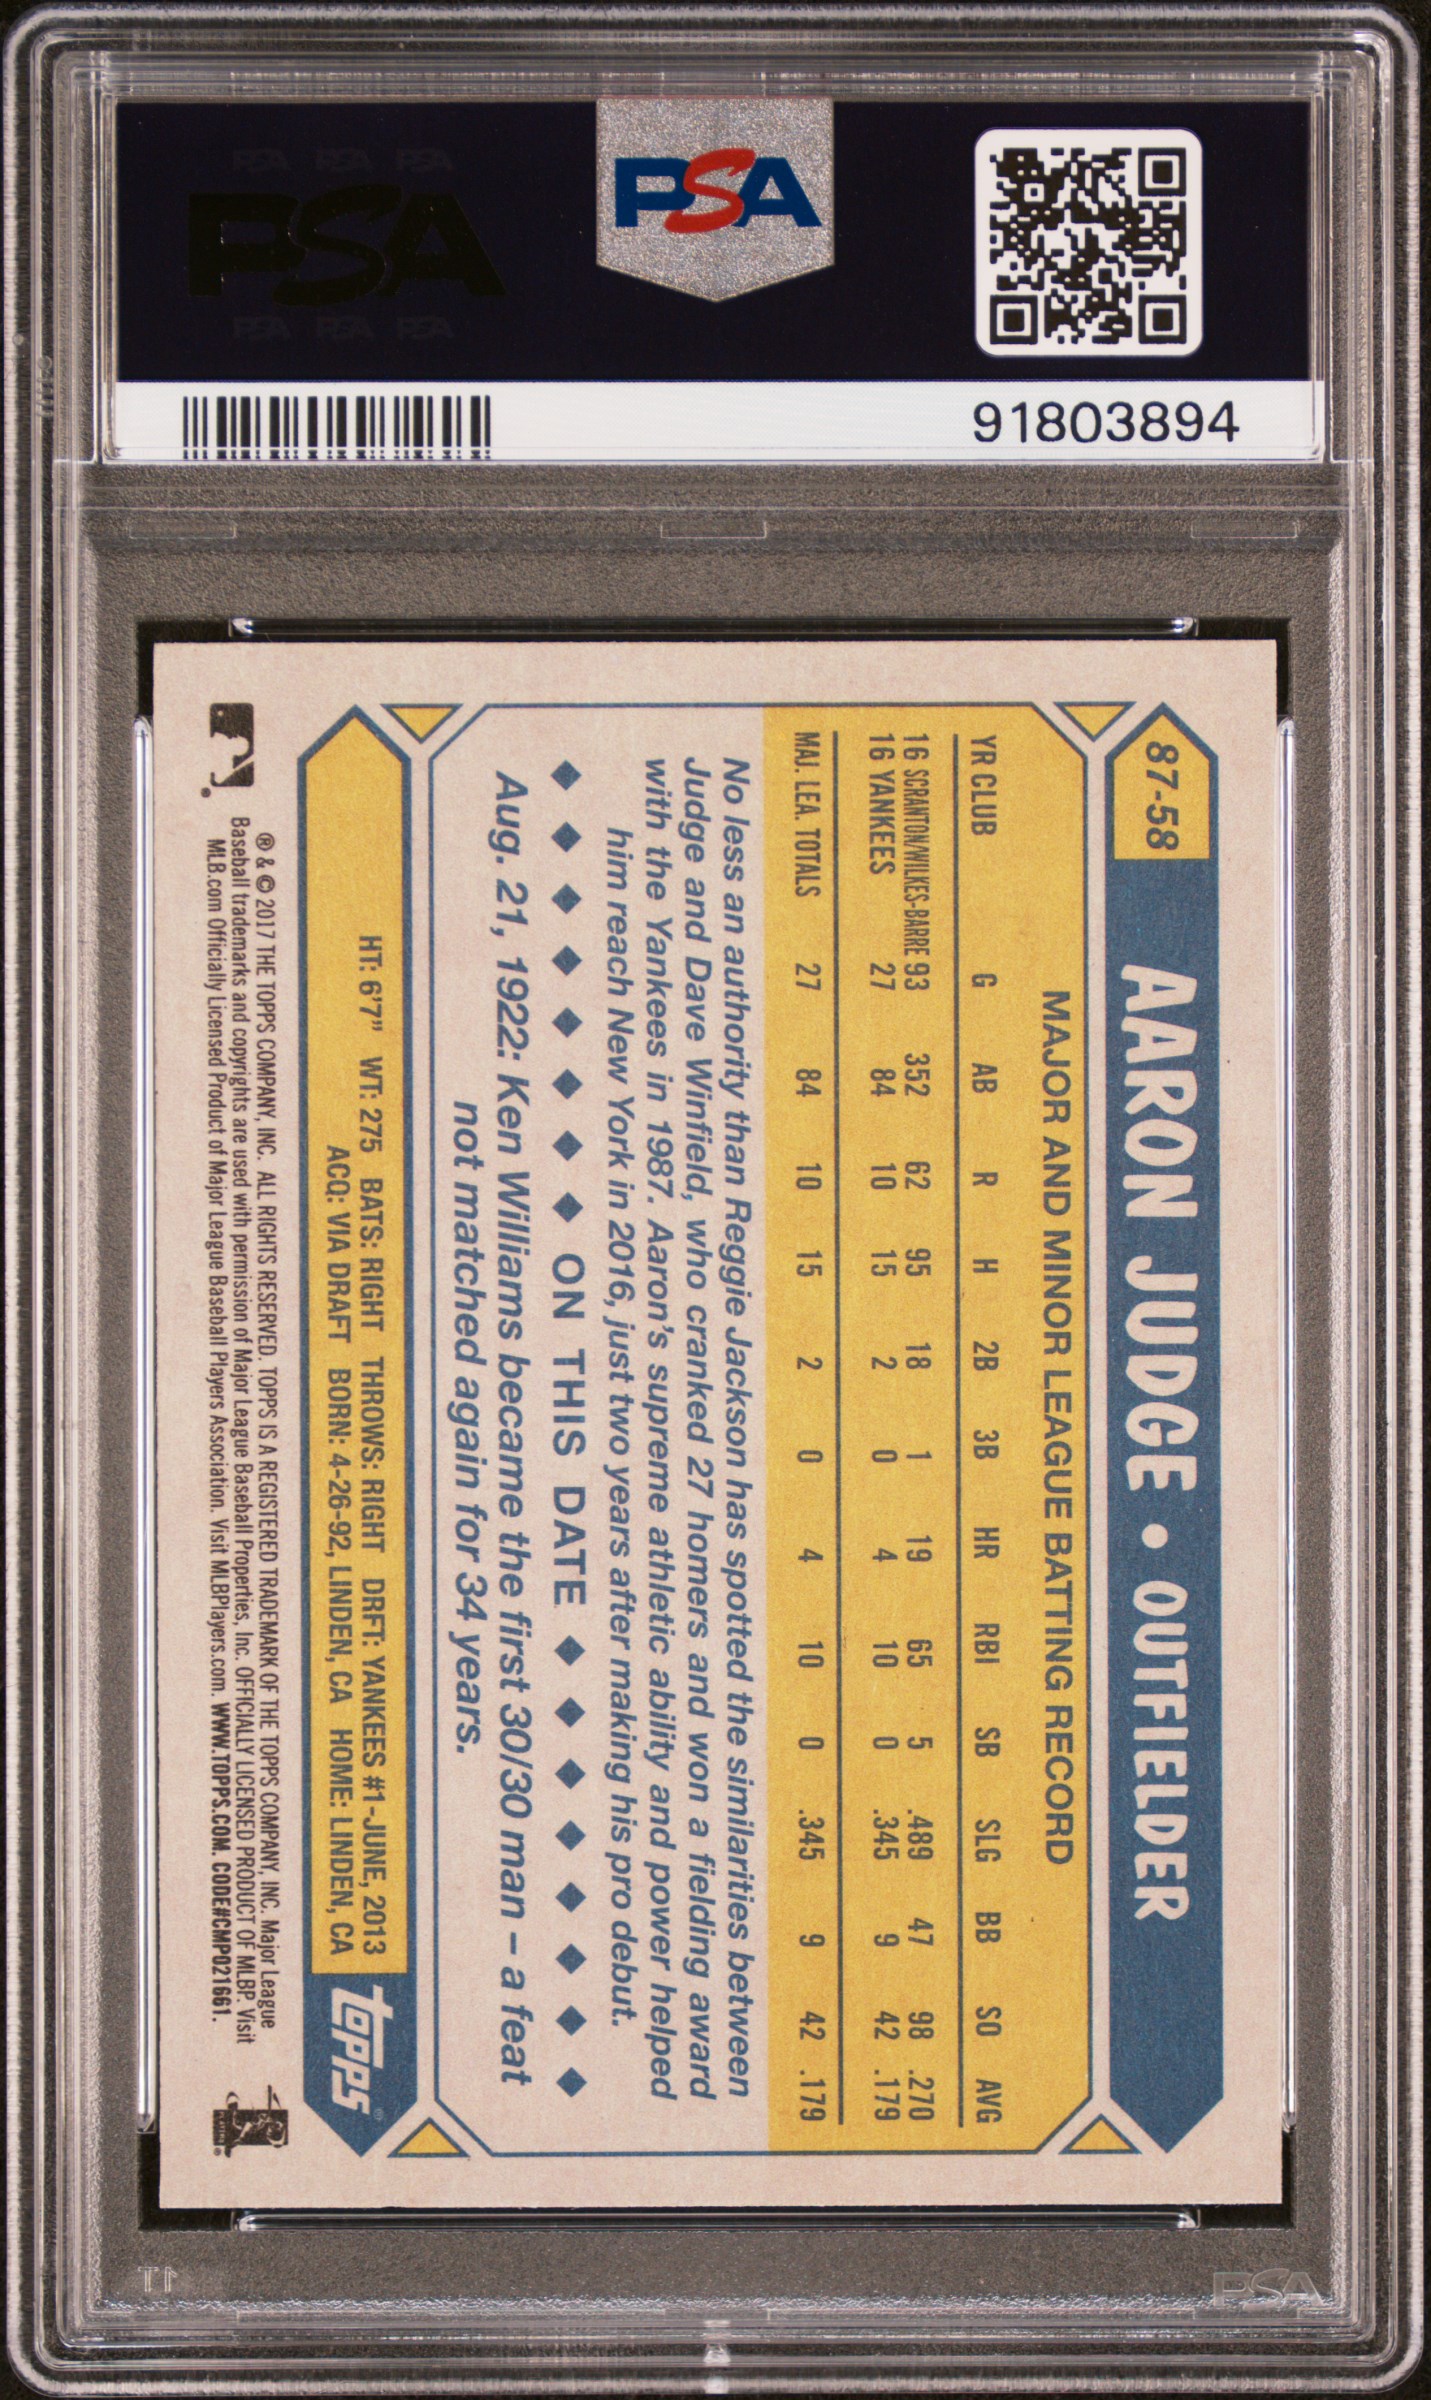 PSA PSA PSA
PSA
PSA PSA PSA
PSA
91803894
87-58 AARON JUDGE • OUTFIELDER
MAJOR AND MINOR LEAGUE BATTING RECORD
YR CLUB G AB R H 2B 3B HR RBI SB SLG BB SO AVG
16 SCRANTON/WILKES-BARRE 93 352 62 95 18 1 19 65 5 .489 47 98 .270
16 YANKEES 27 84 10 15 2 0 4 10 0 .345 9 42 .179
MAJ. LEA. TOTALS 27 84 10 15 2 0 4 10 0 .345 9 42 .179
No less an authority than Reggie Jackson has spotted the similarities between
Judge and Dave Winfield, who cranked 27 homers and won a fielding award
with the Yankees in 1987. Aaron's supreme athletic ability and power helped
him reach New York in 2016, just two years after making his pro debut.
◆ ◆ ◆ ◆ ◆ ◆ ◆ ◆ ON THIS DATE ◆ ◆ ◆ ◆ ◆ ◆ ◆ ◆
Aug. 21, 1922: Ken Williams became the first 30/30 man – a feat
not matched again for 34 years.
HT: 6'7" WT: 275 BATS: RIGHT THROWS: RIGHT DRFT: YANKEES #1-JUNE, 2013
ACQ: VIA DRAFT BORN: 4-26-92, LINDEN, CA HOME: LINDEN, CA
topps®
® & © 2017 THE TOPPS COMPANY, INC. ALL RIGHTS RESERVED. TOPPS IS A REGISTERED TRADEMARK OF THE TOPPS COMPANY, INC. Major League
Baseball trademarks and copyrights are used with permission of Major League Baseball Properties, Inc. OFFICIALLY LICENSED PRODUCT OF MLBP. Visit
MLB.com Officially Licensed Product of Major League Baseball Players Association. Visit MLBPlayers.com. WWW.TOPPS.COM. CODE#CMP021661.
PSA